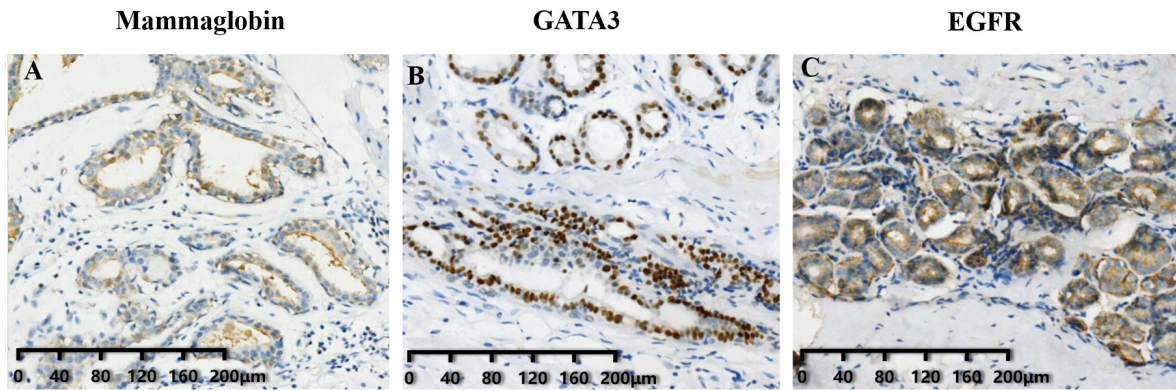 Mammaglobin GATA3 EGFR
A B C
0 40 80 120 160 200μm 0 40 80 120 160 200μm 0 40 80 120 160 200μm